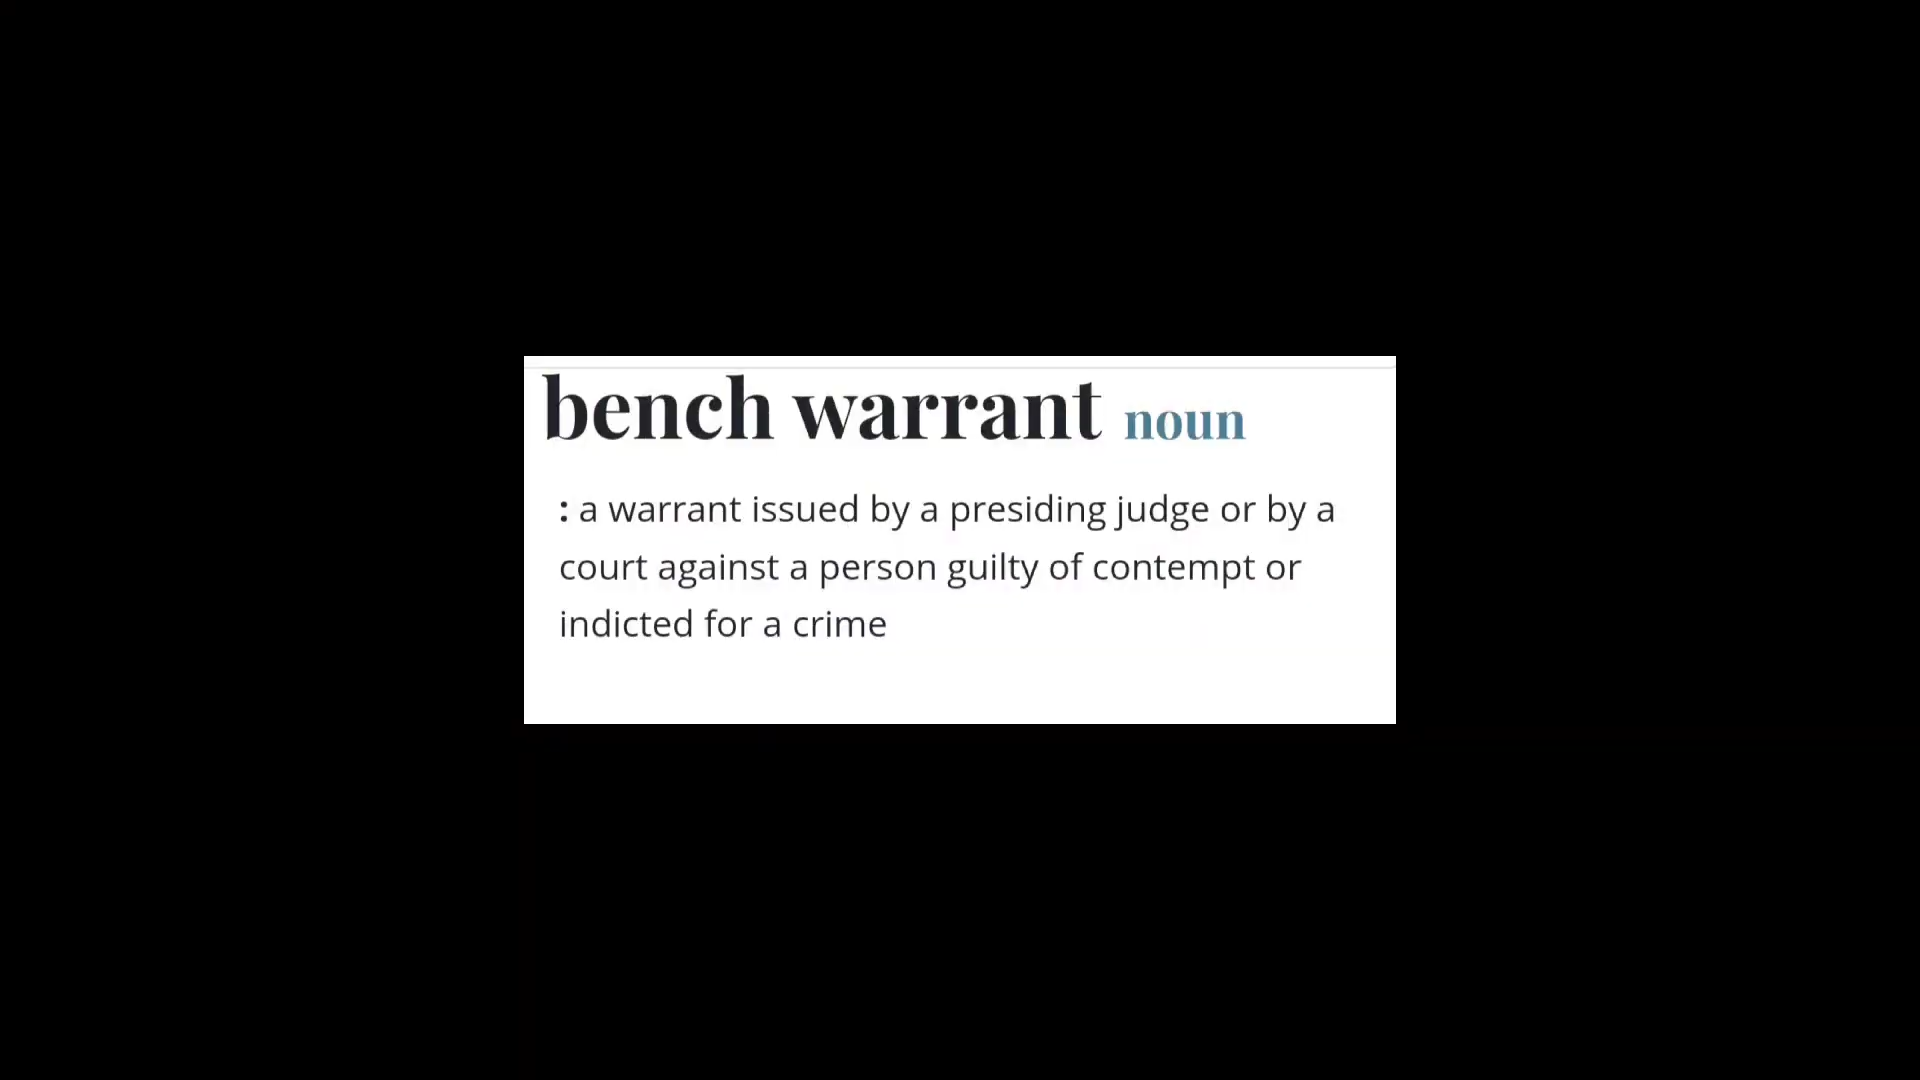 bench warrant noun
: a warrant issued by a presiding judge or by a
court against a person guilty of contempt or
indicted for a crime